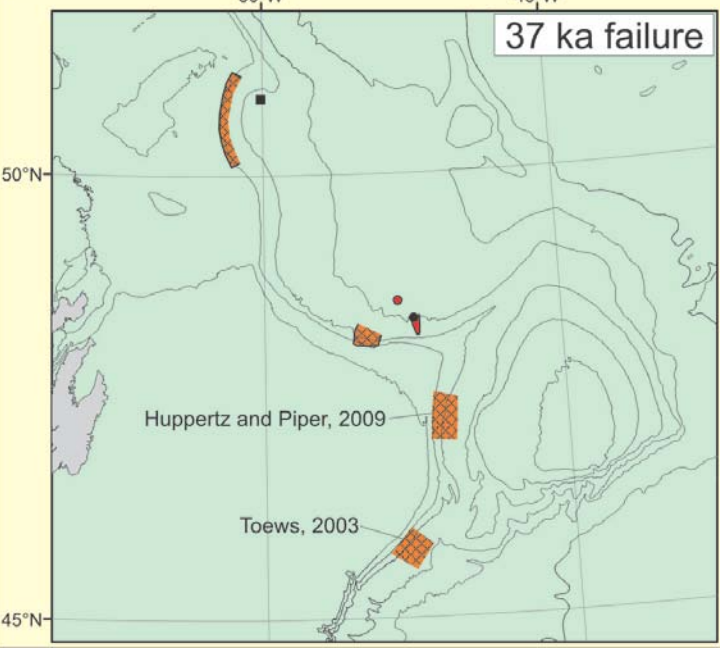 37 ka failure
50°N
Huppertz and Piper, 2009
Toews, 2003
45°N